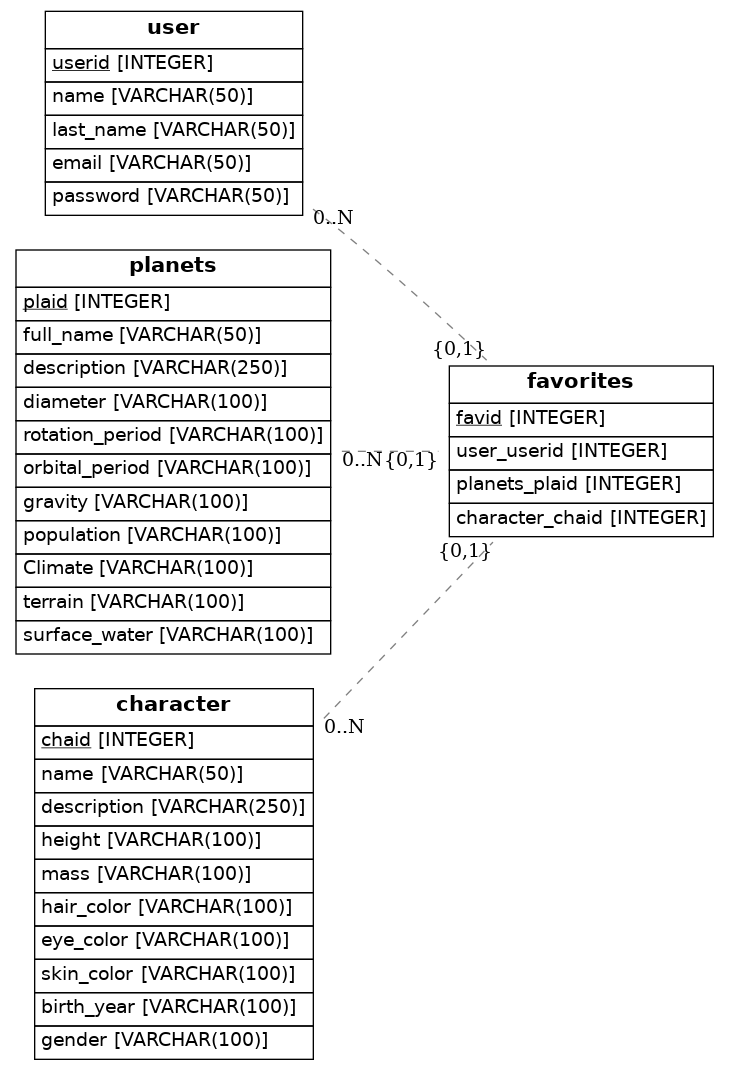 user
userid [INTEGER]
name [VARCHAR(50)]
last_name [VARCHAR(50)]
email [VARCHAR(50)]
password [VARCHAR(50)]
0..N
planets
plaid [INTEGER]
full_name [VARCHAR(50)]
description [VARCHAR(250)]
diameter [VARCHAR(100)]
rotation_period [VARCHAR(100)]
orbital_period [VARCHAR(100)]
gravity [VARCHAR(100)]
population [VARCHAR(100)]
Climate [VARCHAR(100)]
terrain [VARCHAR(100)]
surface_water [VARCHAR(100)]
{0,1}
favorites
favid [INTEGER]
user_userid [INTEGER]
planets_plaid [INTEGER]
character_chaid [INTEGER]
0..N {0,1}
{0,1}
0..N
character
chaid [INTEGER]
name [VARCHAR(50)]
description [VARCHAR(250)]
height [VARCHAR(100)]
mass [VARCHAR(100)]
hair_color [VARCHAR(100)]
eye_color [VARCHAR(100)]
skin_color [VARCHAR(100)]
birth_year [VARCHAR(100)]
gender [VARCHAR(100)]